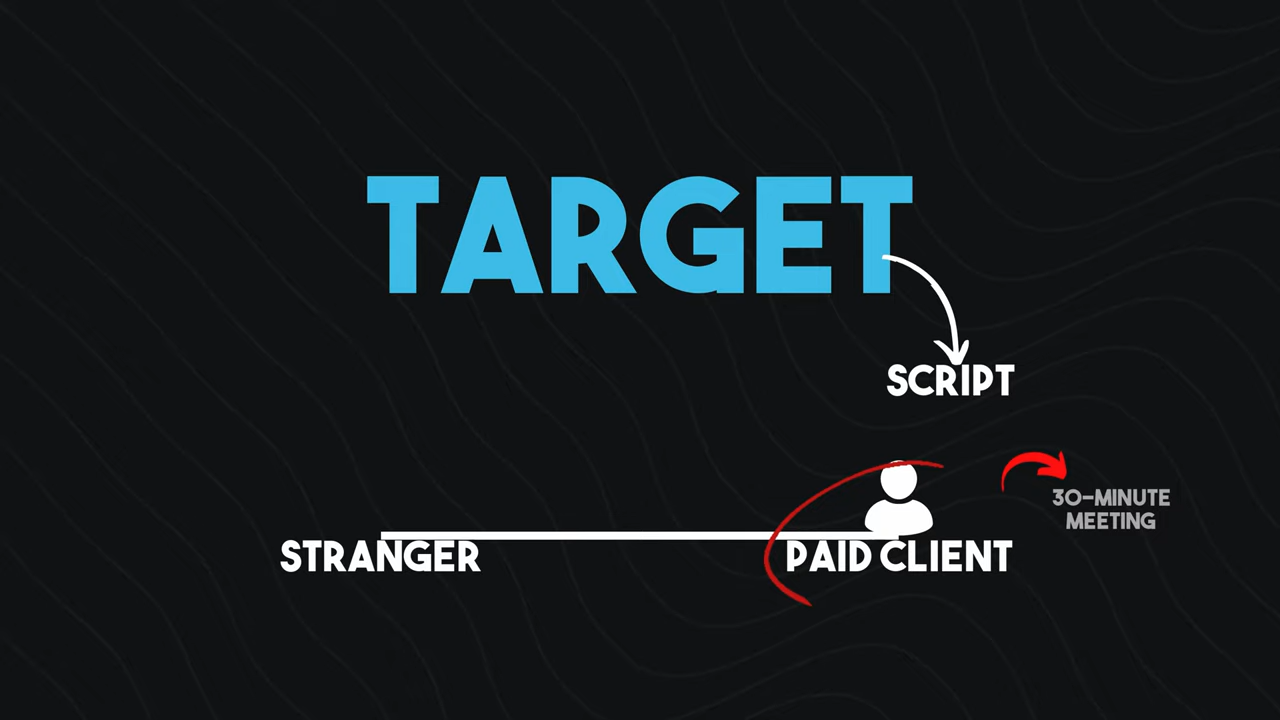 TARGET
SCRIPT
30-MINUTE
MEETING
STRANGER
PAID CLIENT